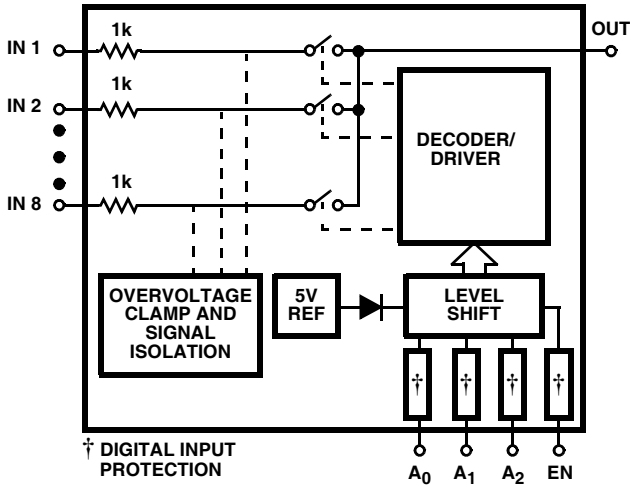 OUT
1k
IN 1
1k
IN 2
DECODER/
DRIVER
1k
IN 8
OVERVOLTAGE
CLAMP AND
SIGNAL
ISOLATION
5V
REF
LEVEL
SHIFT
† † † †
† DIGITAL INPUT
PROTECTION
A0 A1 A2 EN